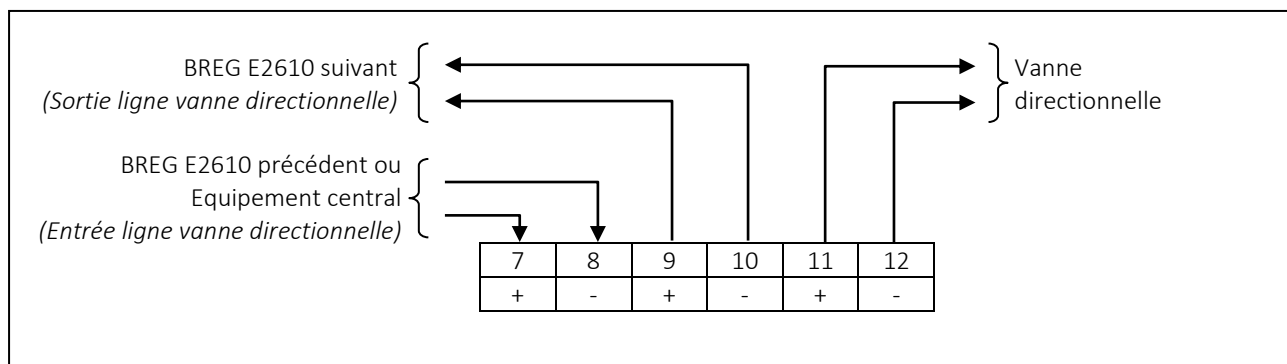 BREG E2610 suivant
(Sortie ligne vanne directionnelle)
Vanne
directionnelle
BREG E2610 précédent ou
Equipement central
(Entrée ligne vanne directionnelle)
7 8 9 10 11 12
+ - + - + -